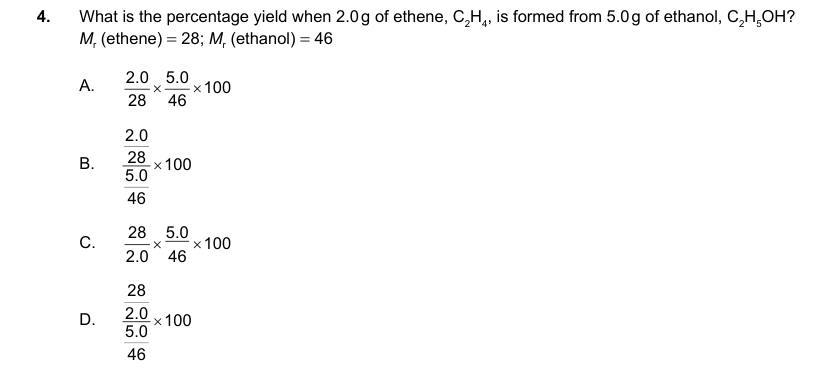 4. What is the percentage yield when 2.0 g of ethene, C₂H₄, is formed from 5.0 g of ethanol, C₂H₅OH?
Mᵣ (ethene) = 28; Mᵣ (ethanol) = 46
A. 2.0/28 × 5.0/46 × 100
B. (2.0/28)/(5.0/46) × 100
C. 28/2.0 × 5.0/46 × 100
D. (28/2.0)/(5.0/46) × 100